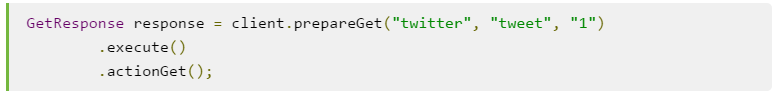 GetResponse response = client.prepareGet("twitter", "tweet", "1")
.execute()
.actionGet();